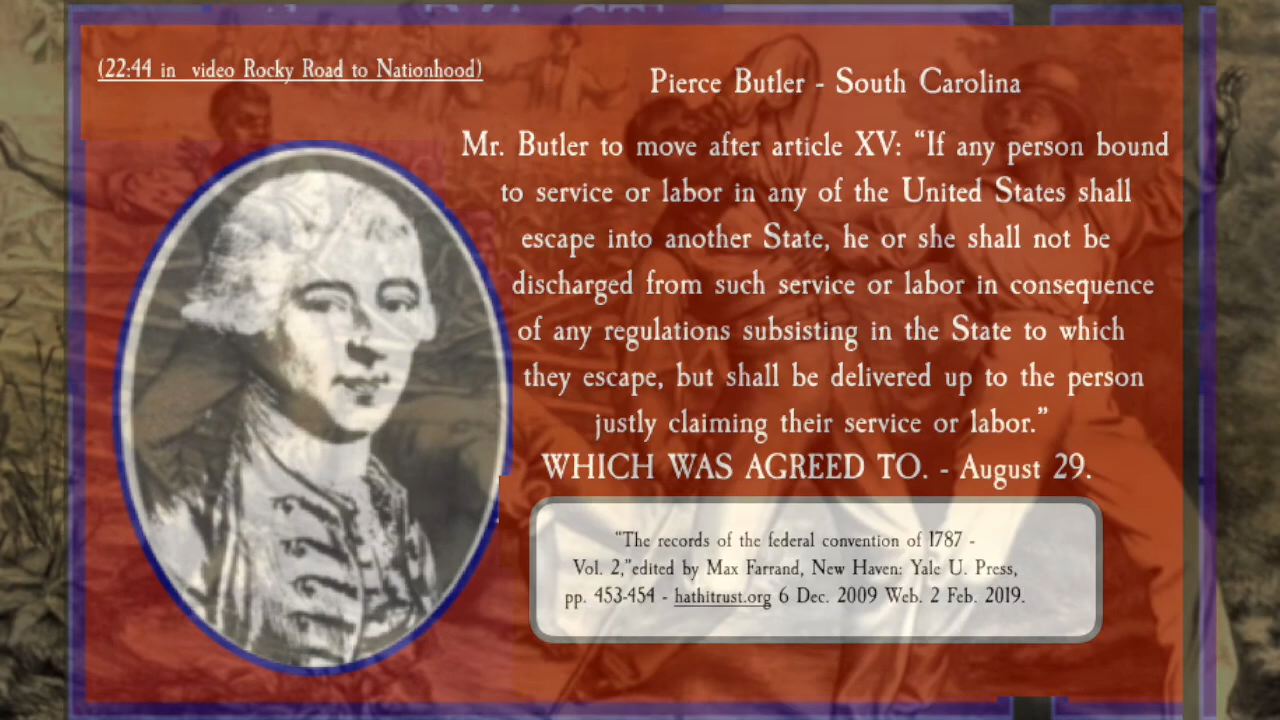 (22:44 in video Rocky Road to Nationhood)
Pierce Butler - South Carolina
Mr. Butler to move after article XV: “If any person bound
to service or labor in any of the United States shall
escape into another State, he or she shall not be
discharged from such service or labor in consequence
of any regulations subsisting in the State to which
they escape, but shall be delivered up to the person
justly claiming their service or labor.”
WHICH WAS AGREED TO. - August 29.
“The records of the federal convention of 1787 -
Vol. 2,”edited by Max Farrand, New Haven: Yale U. Press,
pp. 453-454 - hathitrust.org 6 Dec. 2009 Web. 2 Feb. 2019.